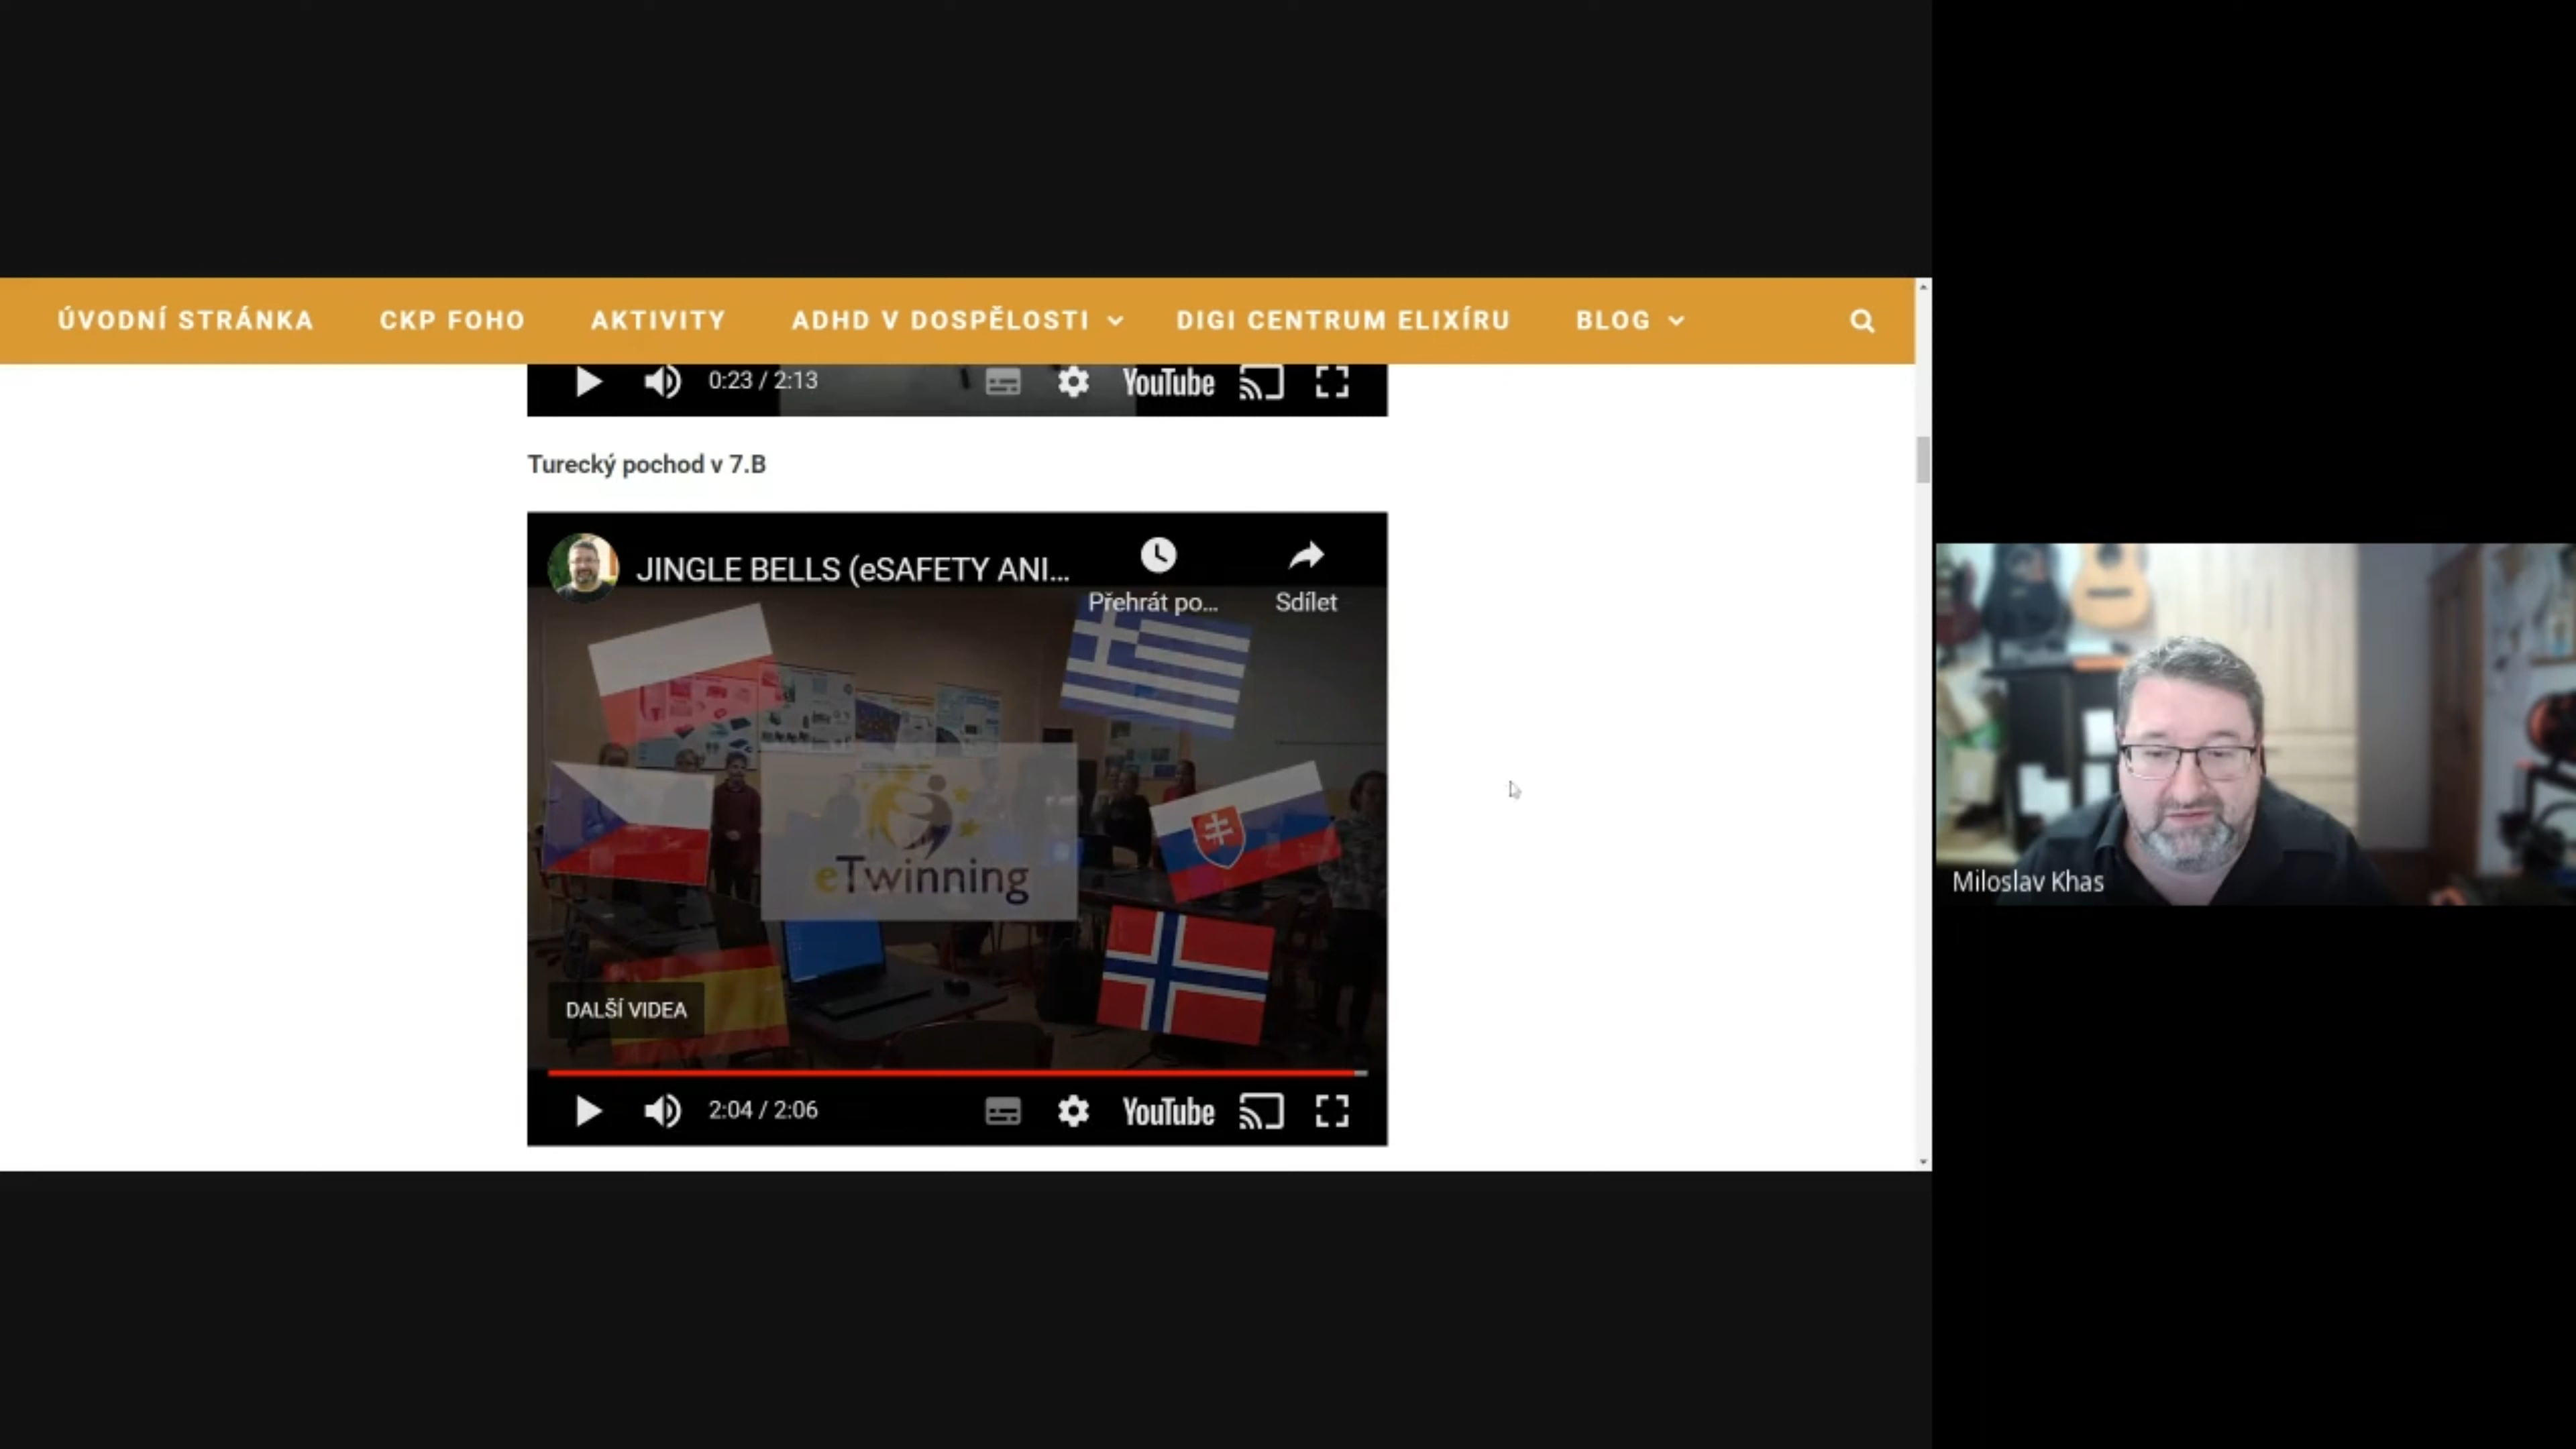 ÚVODNÍ STRÁNKA CKP FOHO AKTIVITY ADHD V DOSPĚLOSTI DIGI CENTRUM ELIXÍRU BLOG
0:23 / 2:13 YouTube
Turecký pochod v 7.B
JINGLE BELLS (eSAFETY ANI...
Přehrát po... Sdílet
eTwinning
DALŠÍ VIDEA
2:04 / 2:06 YouTube
Miloslav Khas